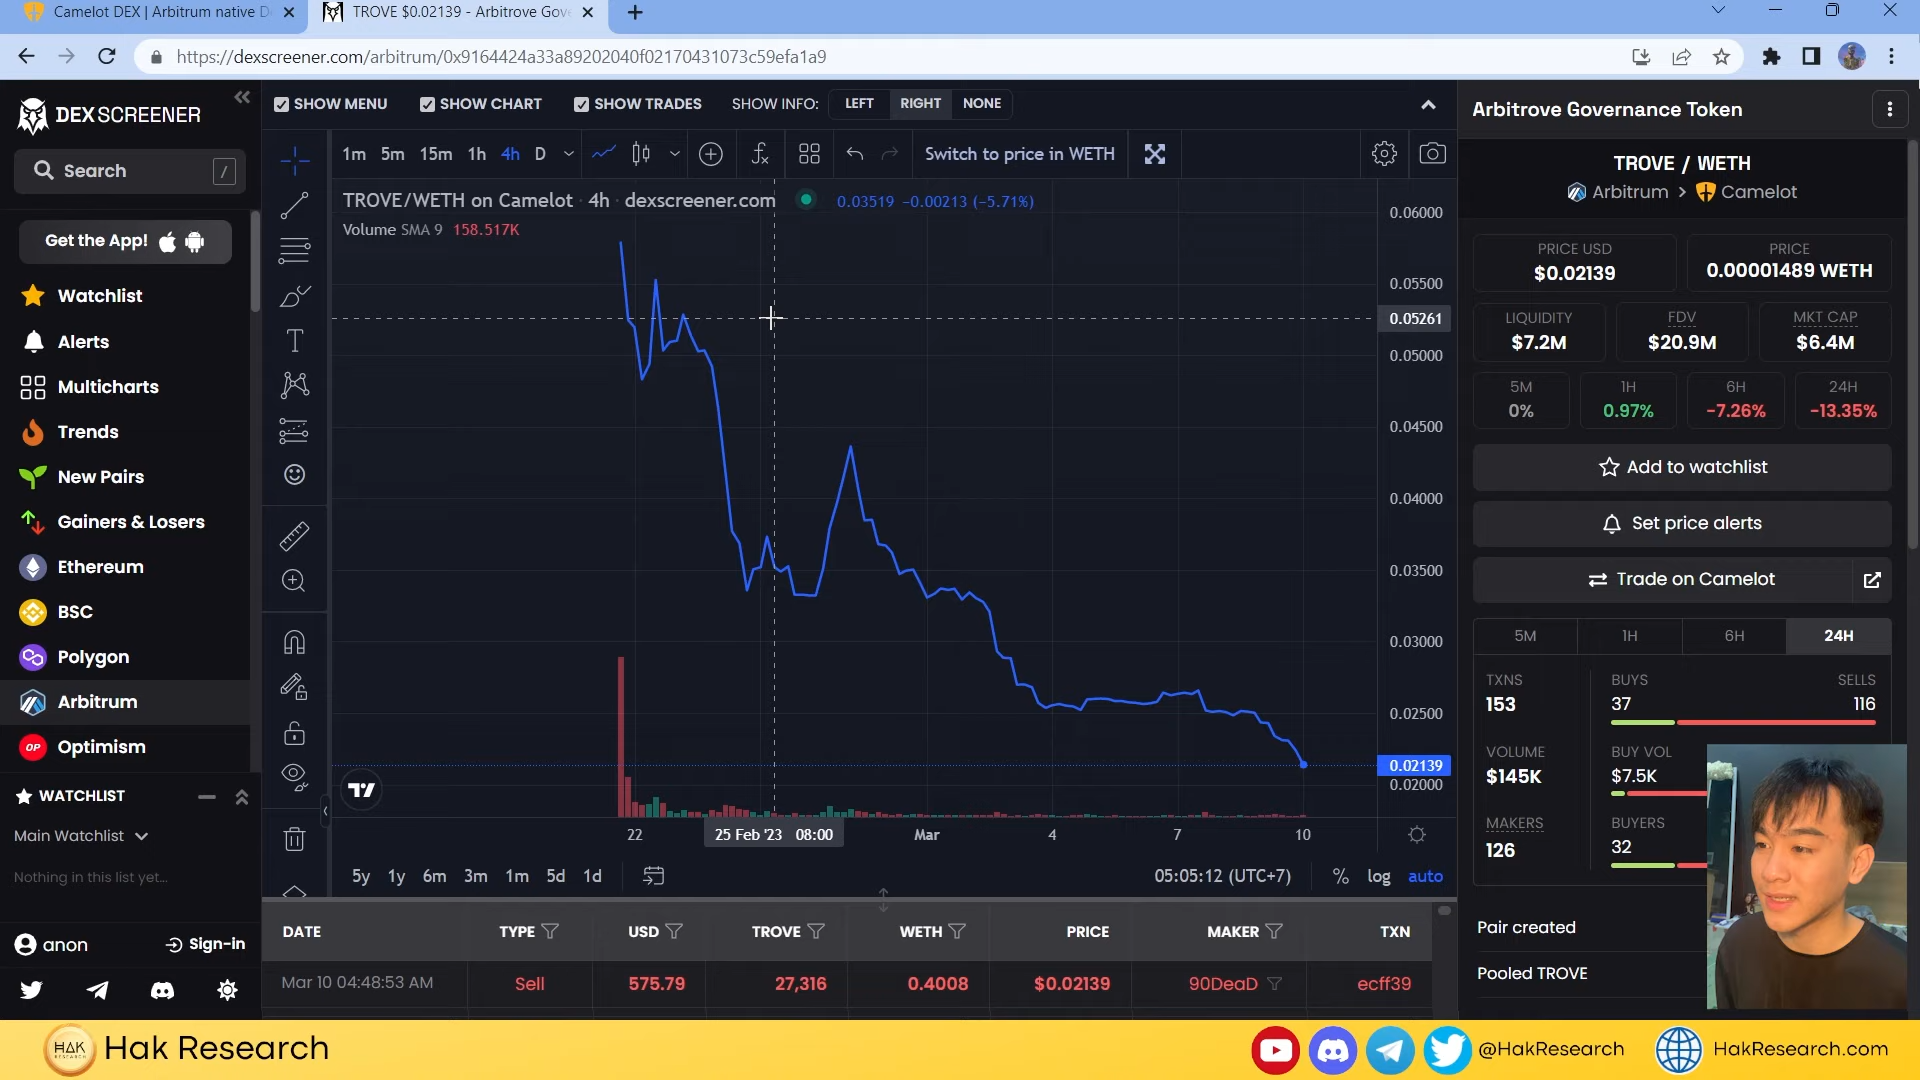 Camelot DEX | Arbitrum native D
TROVE $0.02139 - Arbitrove Gov
https://dexscreener.com/arbitrum/0x9164424a33a89202040f02170431073c59efa1a9
DEXSCREENER
Search /
Get the App!
Watchlist
Alerts
Multicharts
Trends
New Pairs
Gainers & Losers
Ethereum
BSC
Polygon
Arbitrum
OP Optimism
WATCHLIST
Main Watchlist
Nothing in this list yet...
anon Sign-in
SHOW MENU SHOW CHART SHOW TRADES SHOW INFO: LEFT RIGHT NONE
1m 5m 15m 1h 4h D Switch to price in WETH
TROVE/WETH on Camelot · 4h · dexscreener.com 0.03519 −0.00213 (−5.71%)
Volume SMA 9 158.517K
0.06000
0.05500
0.05261
0.05000
0.04500
0.04000
0.03500
0.03000
0.02500
0.02139
0.02000
22 25 Feb '23 08:00 Mar 4 7 10
5y 1y 6m 3m 1m 5d 1d 05:05:12 (UTC+7) % log auto
DATE TYPE USD TROVE WETH PRICE MAKER TXN
Mar 10 04:48:53 AM Sell 575.79 27,316 0.4008 $0.02139 90DeaD ecff39
Arbitrove Governance Token
TROVE / WETH
Arbitrum > Camelot
PRICE USD PRICE
$0.02139 0.00001489 WETH
LIQUIDITY FDV MKT CAP
$7.2M $20.9M $6.4M
5M 1H 6H 24H
0% 0.97% -7.26% -13.35%
Add to watchlist
Set price alerts
Trade on Camelot
5M 1H 6H 24H
TXNS BUYS SELLS
153 37 116
VOLUME BUY VOL
$145K $7.5K
MAKERS BUYERS
126 32
Pair created
Pooled TROVE
HAK
RESEARCH
Hak Research
@HakResearch
HakResearch.com